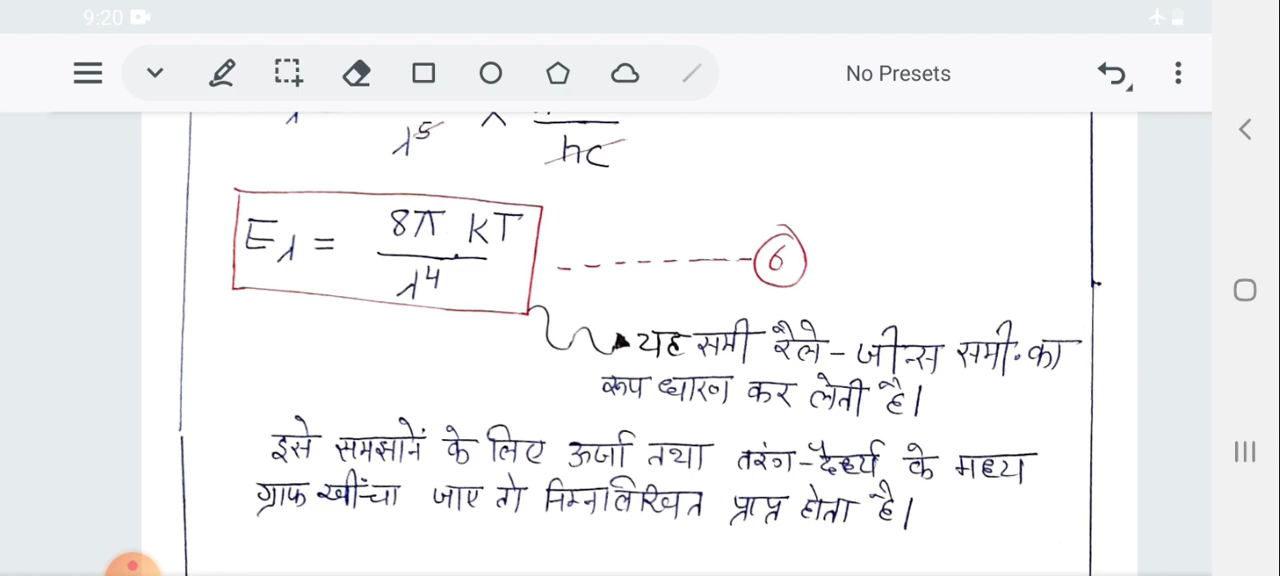 9:20
No Presets
λ⁵ × hc
Eλ = 8π KT / λ⁴ ------- ⑥
यह समी रैले - जीन्स समी. का
रूप धारण कर लेती है।
इसे समझाने के लिए ऊर्जा तथा तरंग-दैर्ध्य के मध्य
ग्राफ खींचा जाए तो निम्नलिखित प्राप्त होता है।